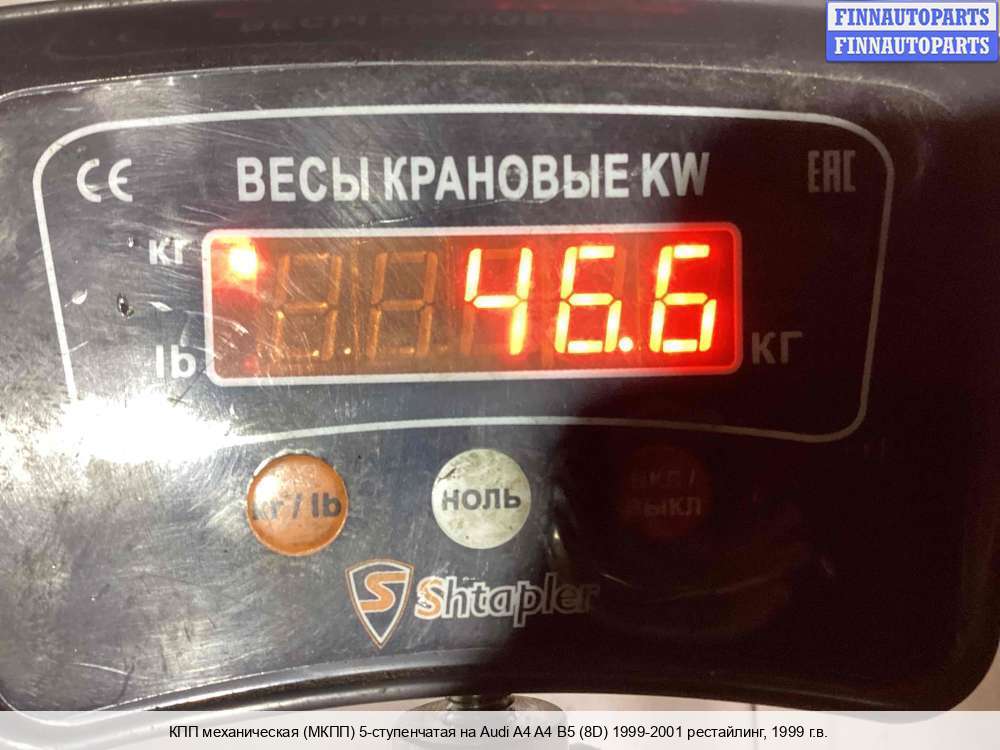 FINNAUTOPARTS
FINNAUTOPARTS
CE ВЕСЫ КРАНОВЫЕ KW EAC
кг
46.6
lb
кг
кг/lb
НОЛЬ
ВКЛ/
ВЫКЛ
S Shtapler
КПП механическая (МКПП) 5-ступенчатая на Audi A4 A4 B5 (8D) 1999-2001 рестайлинг, 1999 г.в.